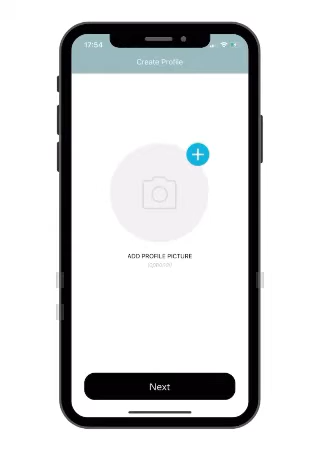 17:54
Create Profile
ADD PROFILE PICTURE
(Optional)
Next